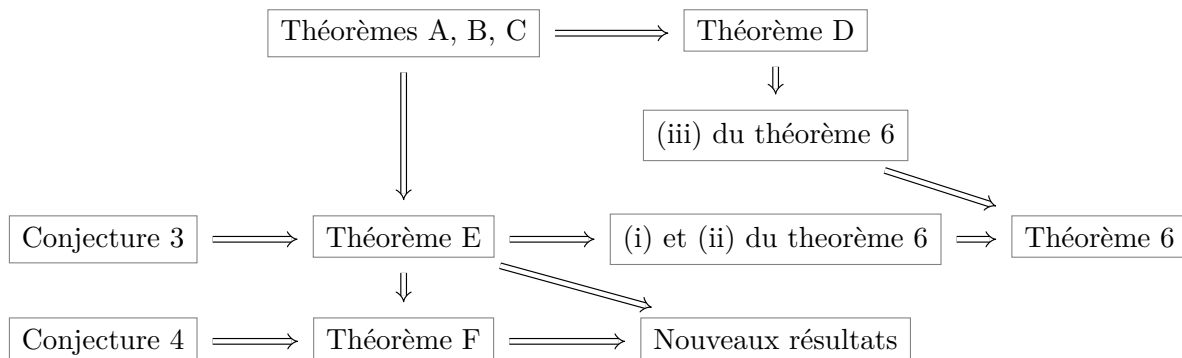 Théorèmes A, B, C
Théorème D
(iii) du théorème 6
Conjecture 3
Théorème E
(i) et (ii) du theorème 6
Théorème 6
Conjecture 4
Théorème F
Nouveaux résultats